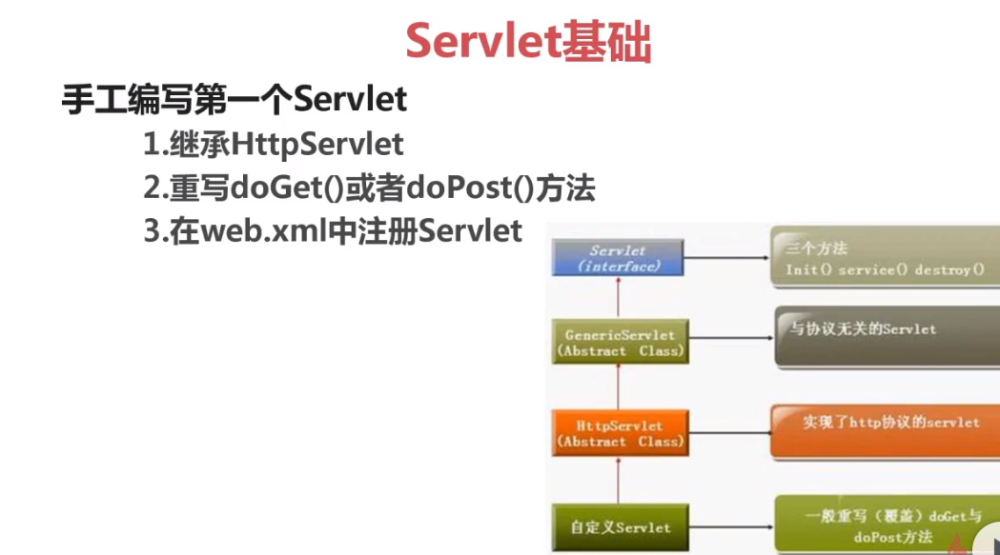 Servlet基础
手工编写第一个Servlet
1.继承HttpServlet
2.重写doGet()或者doPost()方法
3.在web.xml中注册Servlet
Servlet
(interface)
三个方法
Init() service() destroy()
GenericServlet
(Abstract Class)
与协议无关的Servlet
HttpServlet
(Abstract Class)
实现了http协议的servlet
自定义Servlet
一般重写（覆盖）doGet与
doPost方法